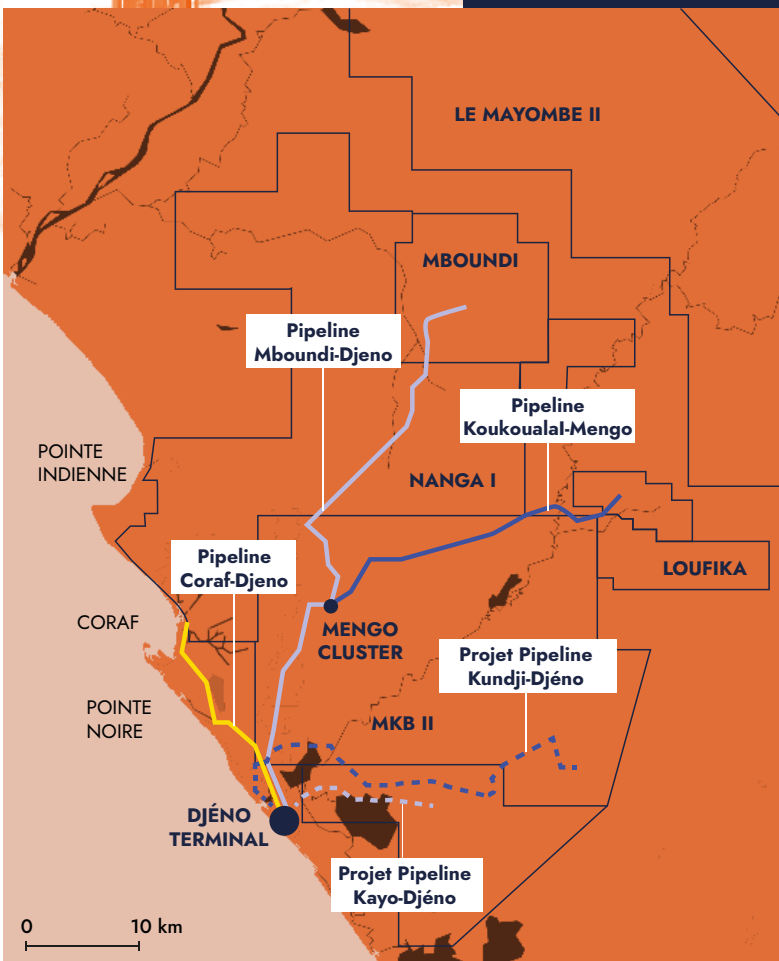 LE MAYOMBE II
MBOUNDI
Pipeline
Mboundi-Djeno
Pipeline
Koukoualal-Mengo
POINTE
INDIENNE
NANGA I
Pipeline
Coraf-Djeno
LOUFIKA
CORAF
MENGO
CLUSTER
Projet Pipeline
Kundji-Djéno
POINTE
NOIRE
MKB II
DJÉNO
TERMINAL
Projet Pipeline
Kayo-Djéno
0 10 km